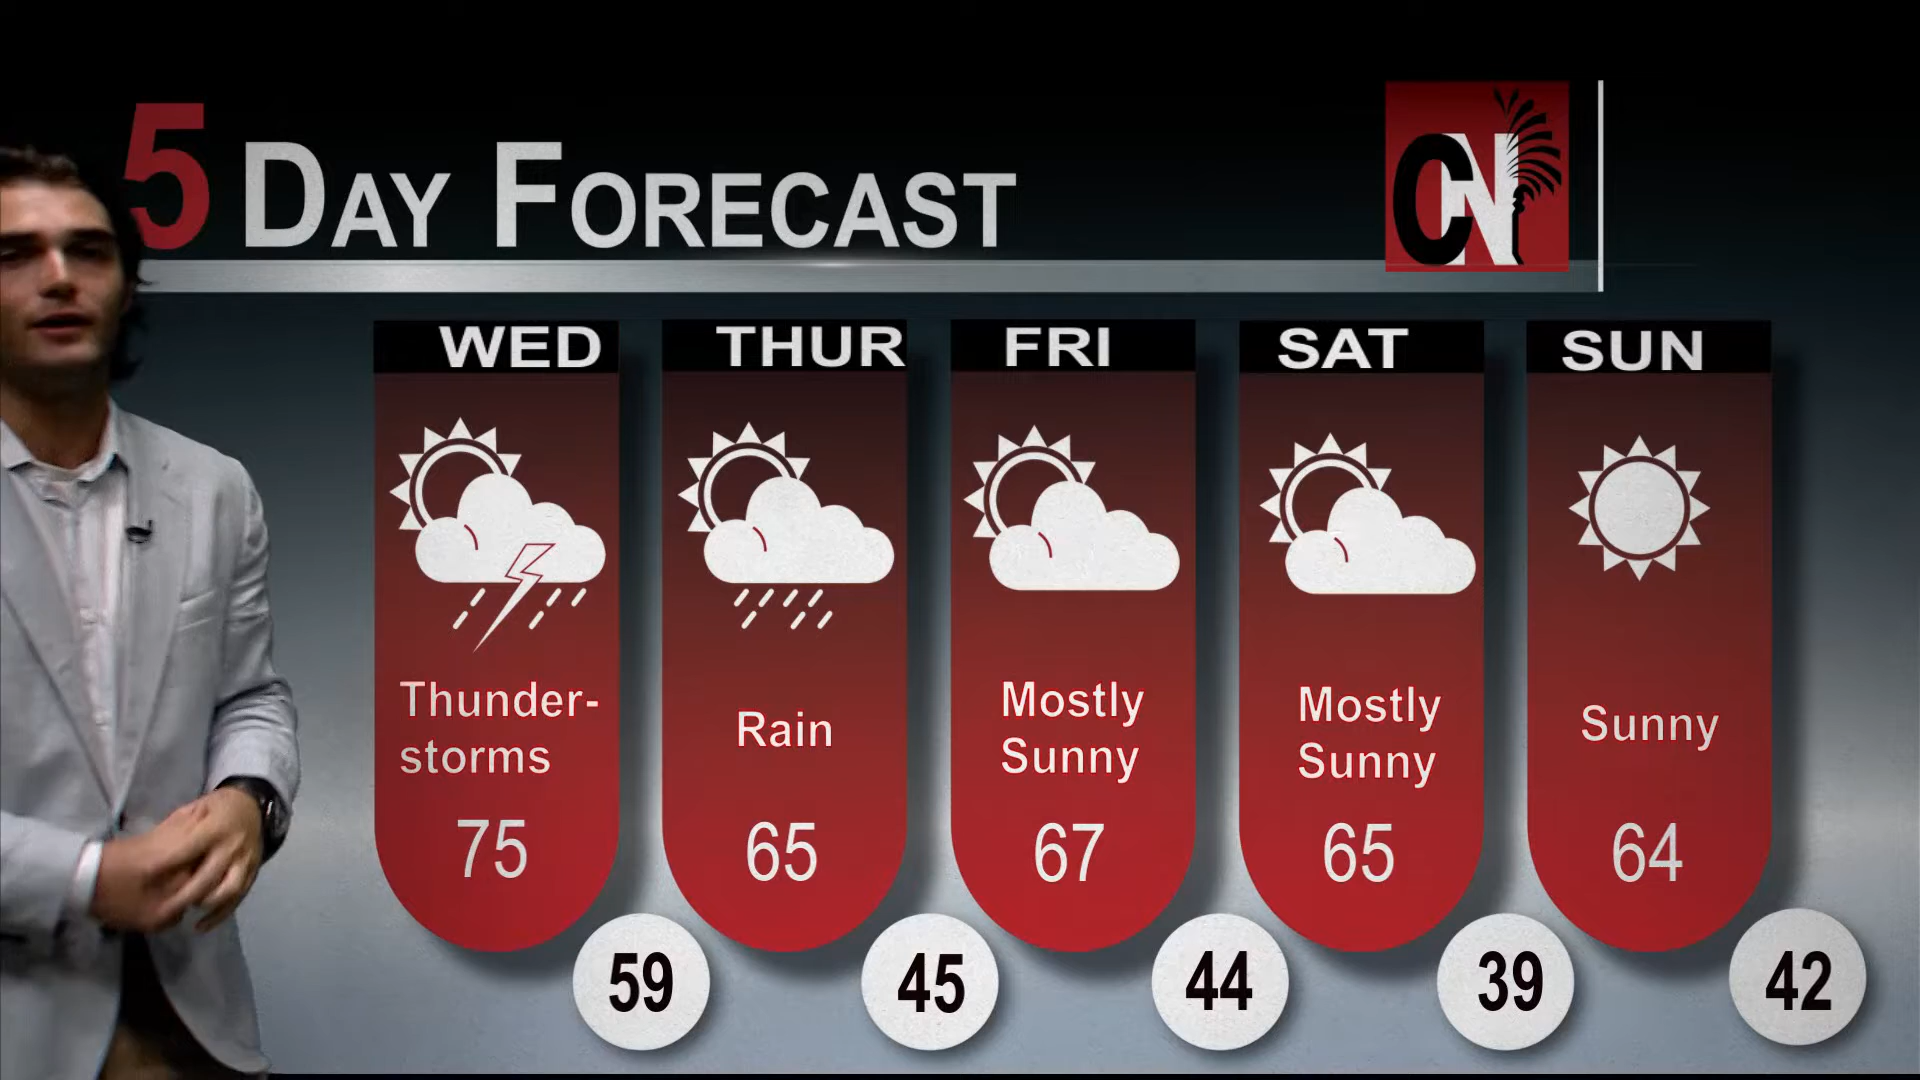 5 DAY FORECAST
CN
WED
THUR
FRI
SAT
SUN
Thunder-
storms
Rain
Mostly
Sunny
Mostly
Sunny
Sunny
75
65
67
65
64
59
45
44
39
42